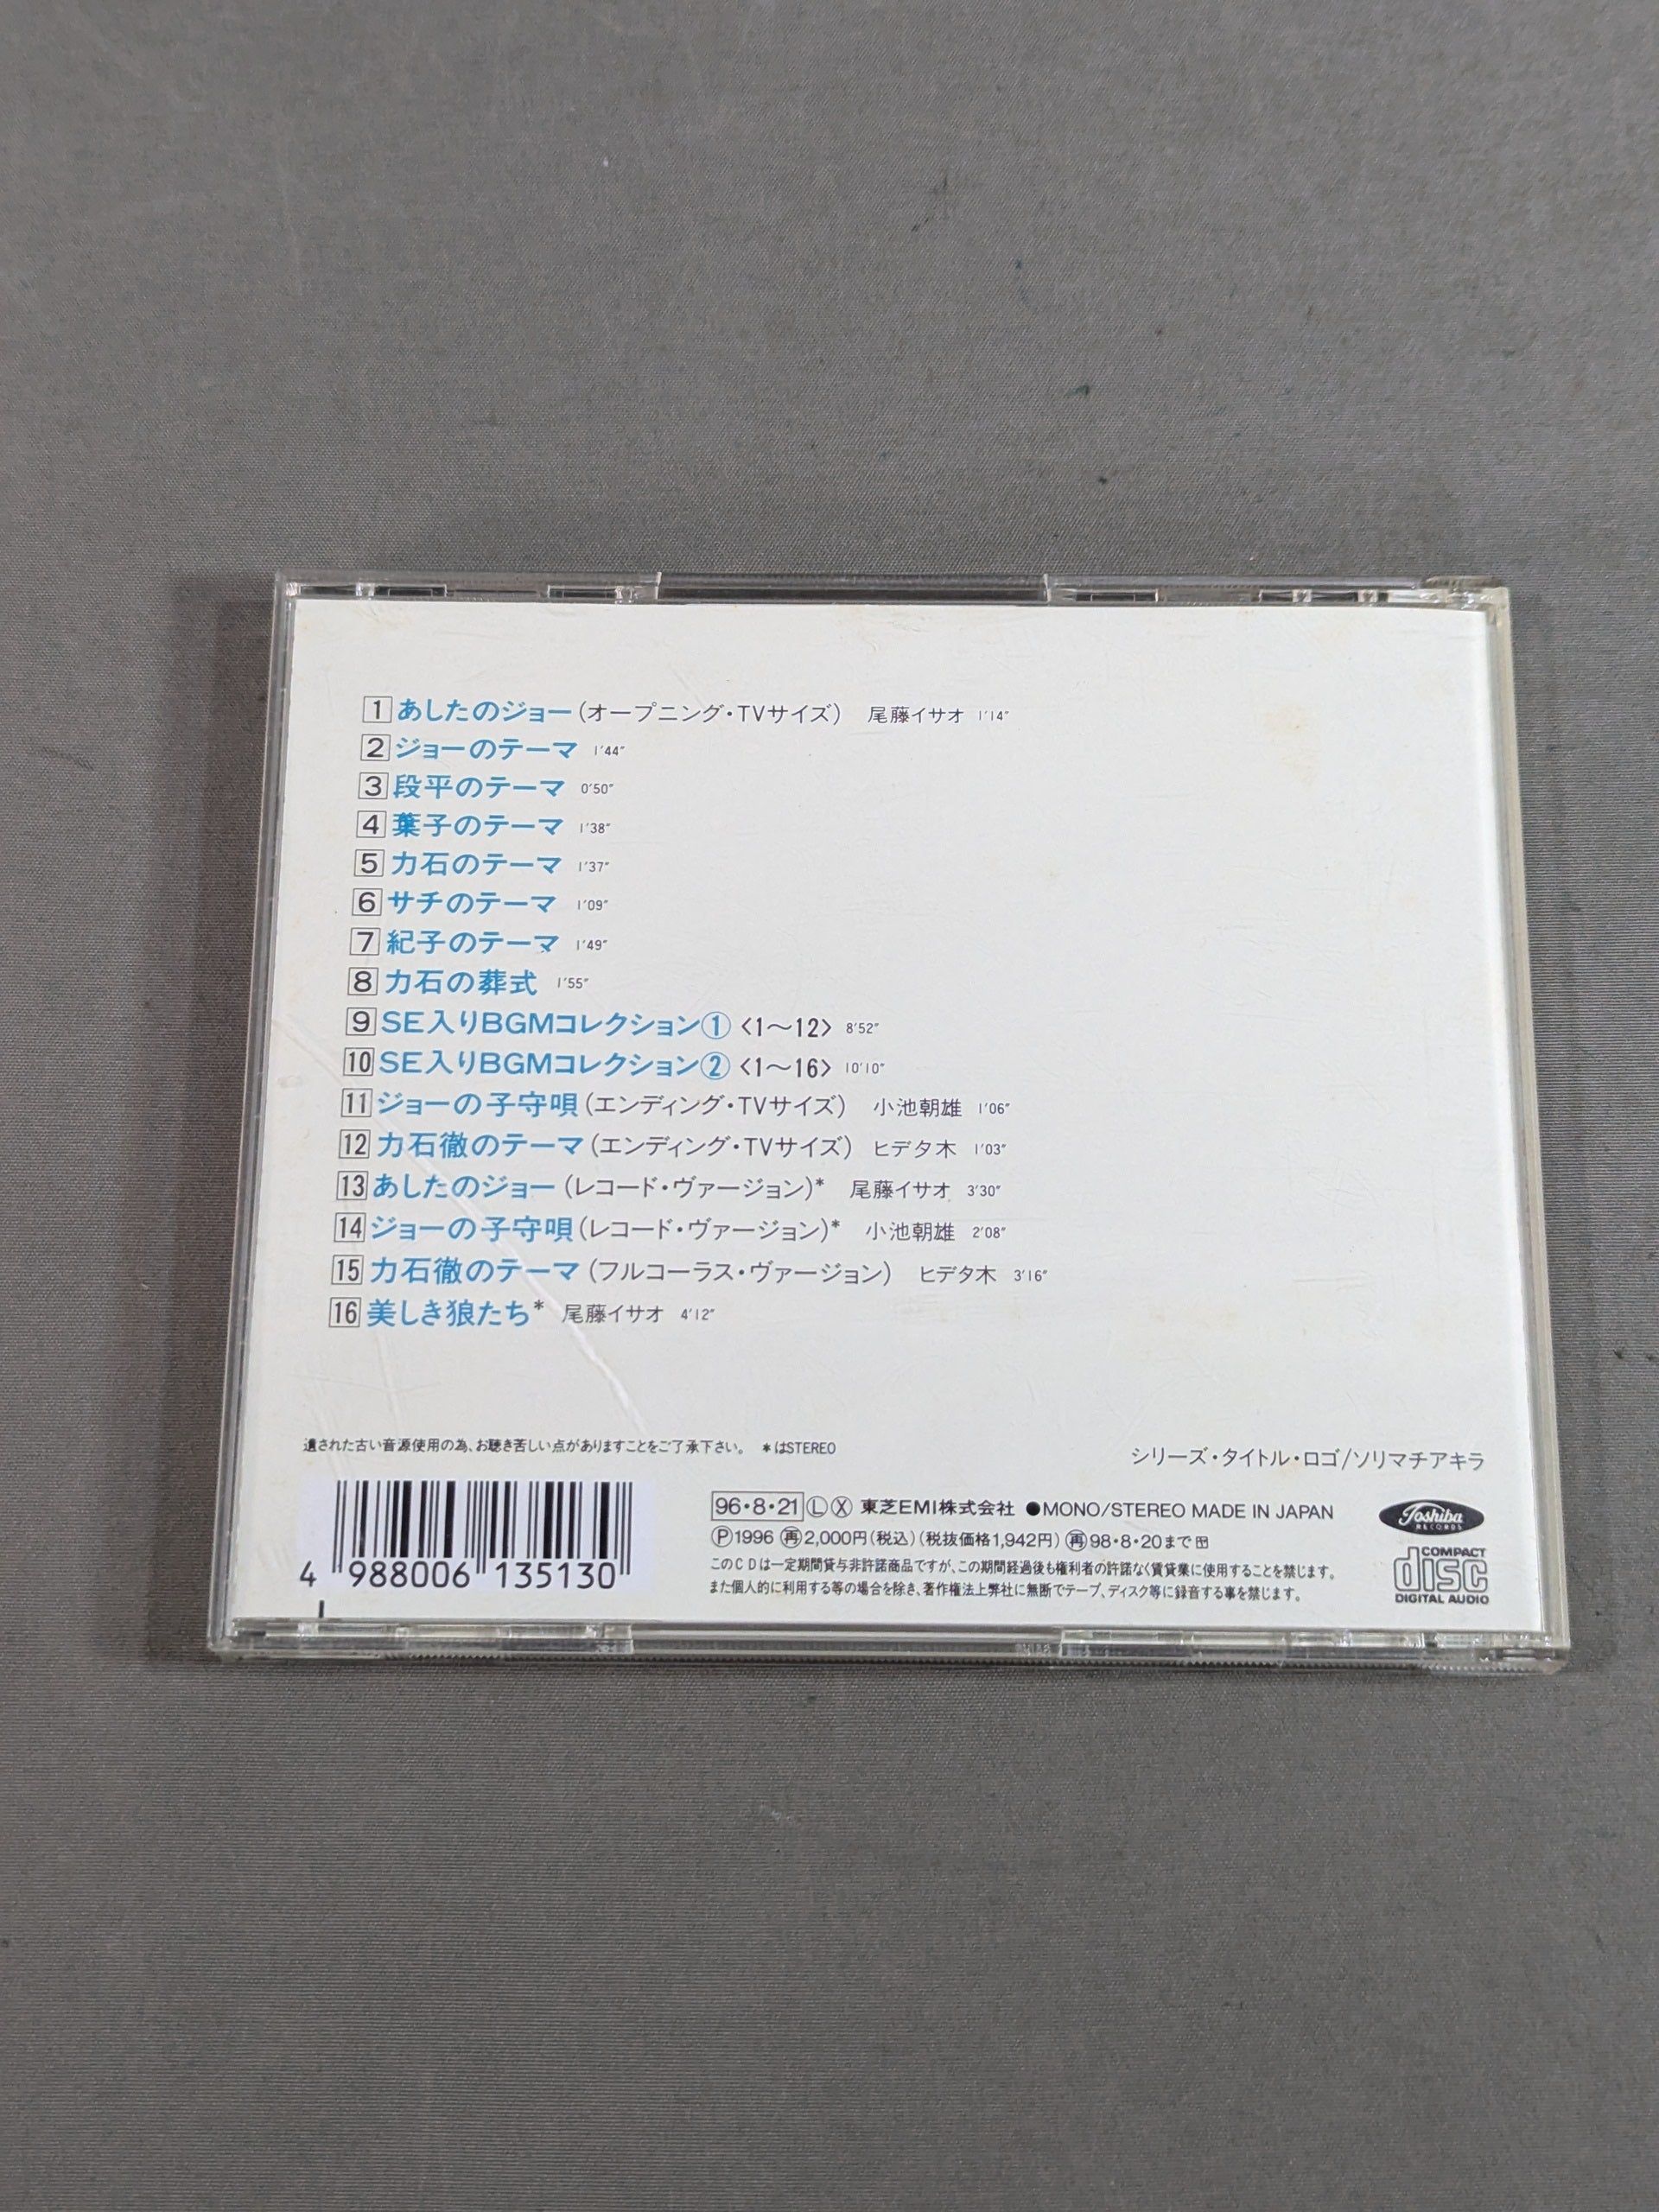 1 あしたのジョー(オープニング・TVサイズ) 尾藤イサオ 1'14"
2 ジョーのテーマ 1'44"
3 段平のテーマ 0'50"
4 葉子のテーマ 1'38"
5 力石のテーマ 1'37"
6 サチのテーマ 1'09"
7 紀子のテーマ 1'49"
8 力石の葬式 1'55"
9 SE入りBGMコレクション① 〈1〜12〉 8'52"
10 SE入りBGMコレクション② 〈1〜16〉 10'10"
11 ジョーの子守唄(エンディング・TVサイズ) 小池朝雄 1'06"
12 力石徹のテーマ(エンディング・TVサイズ) ヒデタ木 1'03"
13 あしたのジョー(レコード・ヴァージョン)* 尾藤イサオ 3'30"
14 ジョーの子守唄(レコード・ヴァージョン)* 小池朝雄 2'08"
15 力石徹のテーマ(フルコーラス・ヴァージョン) ヒデタ木 3'16"
16 美しき狼たち* 尾藤イサオ 4'12"
遺された古い音源使用の為、お聴き苦しい点がありますことをご了承下さい。 *はSTEREO
シリーズ・タイトル・ロゴ/ソリマチアキラ
96・8・21 Ⓛ Ⓧ 東芝EMI株式会社 ●MONO/STEREO MADE IN JAPAN
Ⓟ1996 ㊢2,000円(税込)(税抜価格1,942円) 98・8・20まで
このCDは一定期間貸与非許諾商品ですが、この期間経過後も権利者の許諾なく賃貸業に使用することを禁じます。
また個人的に利用する等の場合を除き、著作権法上弊社に無断でテープ、ディスク等に録音する事を禁じます。
4 988006 135130
Toshiba RECORDS
COMPACT
disc
DIGITAL AUDIO